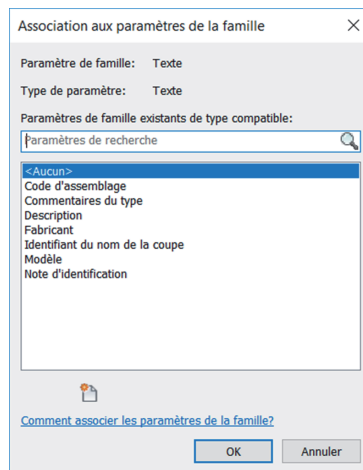 Association aux paramètres de la famille
Paramètre de famille: Texte
Type de paramètre: Texte
Paramètres de famille existants de type compatible:
Paramètres de recherche
<Aucun>
Code d'assemblage
Commentaires du type
Description
Fabricant
Identifiant du nom de la coupe
Modèle
Note d'identification
Comment associer les paramètres de la famille?
OK Annuler